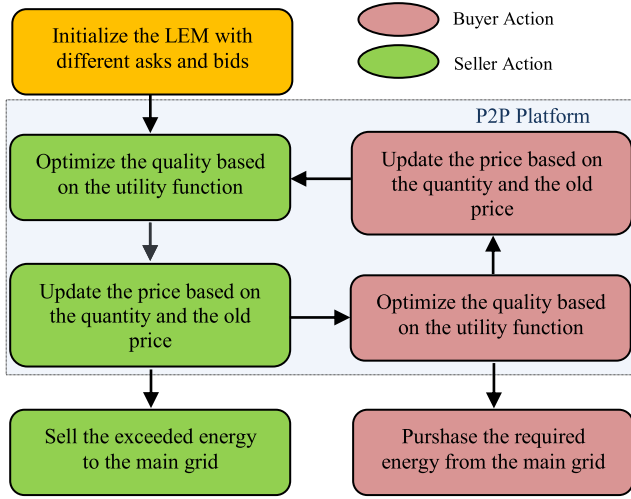 Initialize the LEM with
different asks and bids
Buyer Action
Seller Action
P2P Platform
Optimize the quality based
on the utility function
Update the price based on
the quantity and the old
price
Update the price based on
the quantity and the old
price
Optimize the quality based
on the utility function
Sell the exceeded energy
to the main grid
Purshase the required
energy from the main grid